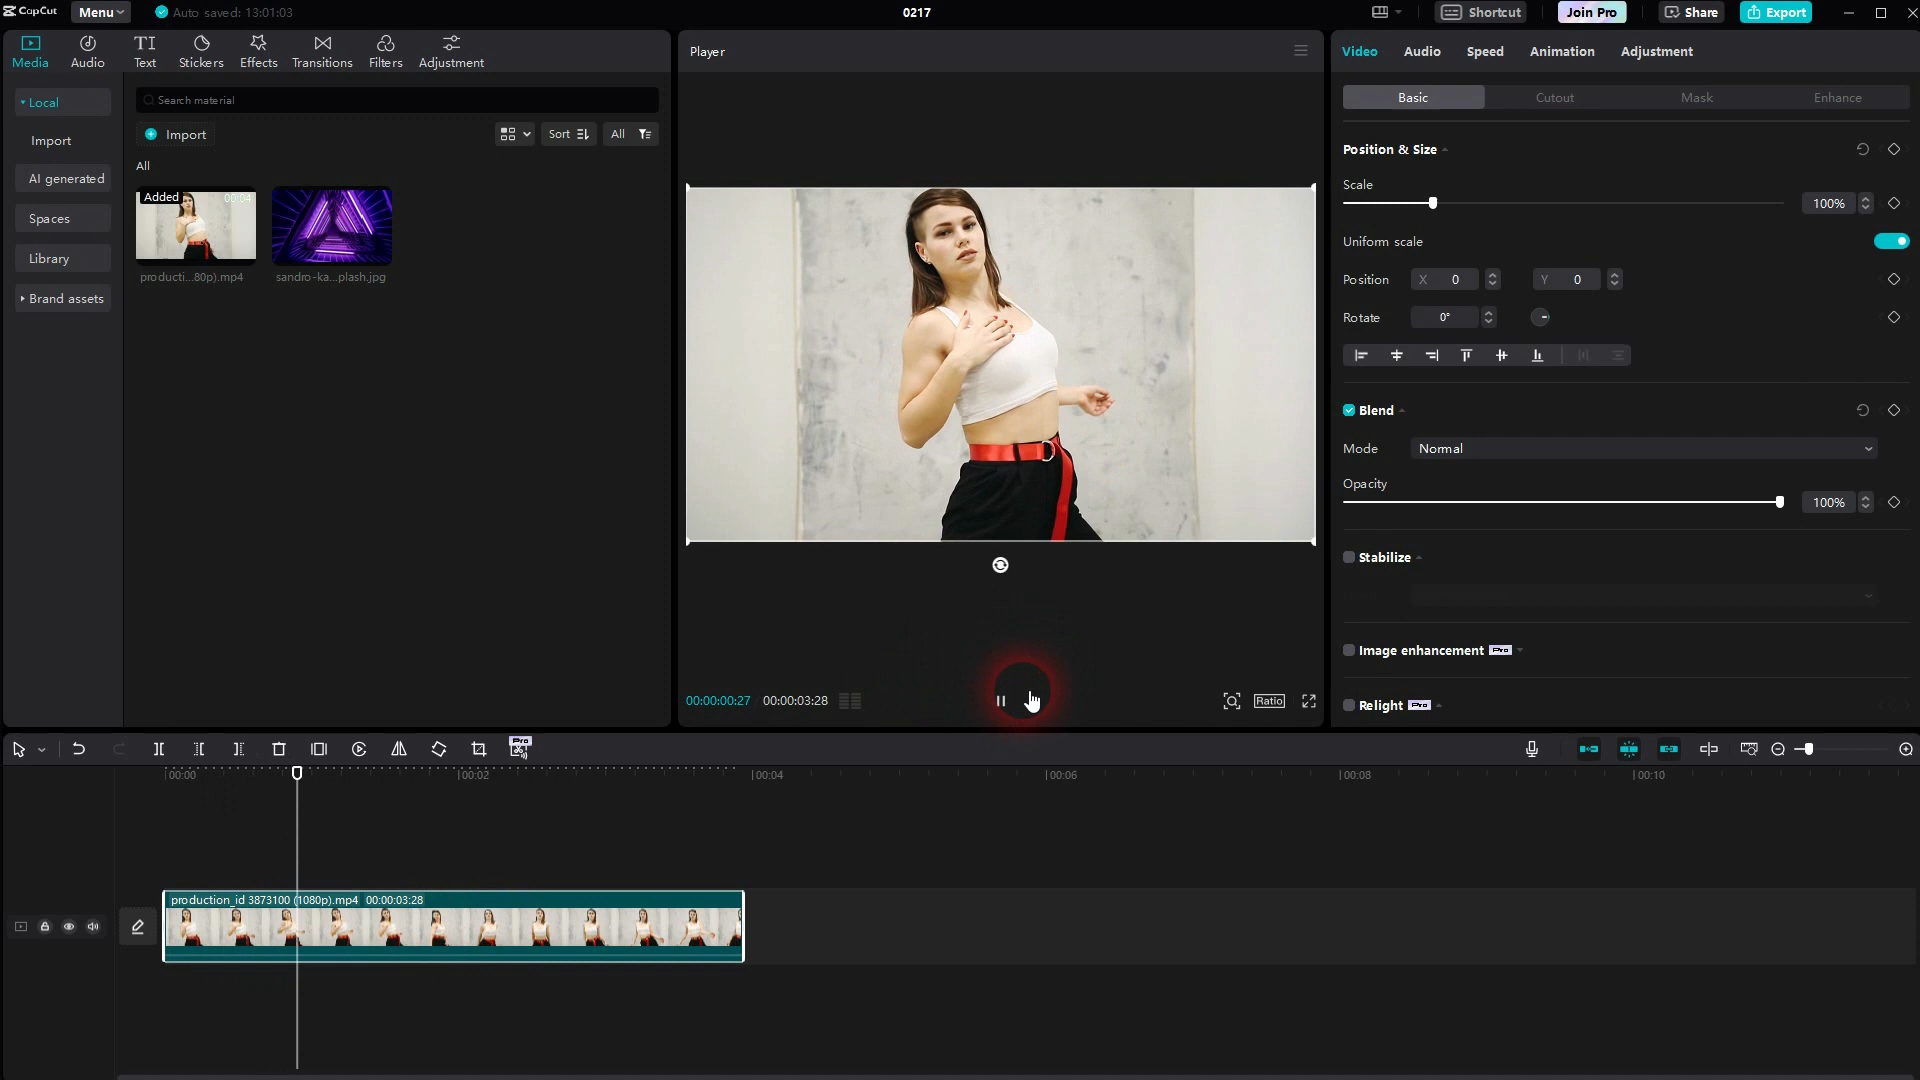 CapCut
Menu
Auto saved: 13:01:03
0217
Shortcut
Join Pro
Share
Export
Media
Audio
Text
Stickers
Effects
Transitions
Filters
Adjustment
Local
Import
AI generated
Spaces
Library
Brand assets
Search material
Import
Sort
All
All
Added
00:04
producti...80p).mp4
sandro-ka...plash.jpg
Player
00:00:00:27
00:00:03:28
Ratio
Video
Audio
Speed
Animation
Adjustment
Basic
Cutout
Mask
Enhance
Position & Size
Scale
100%
Uniform scale
Position
X 0
Y 0
Rotate
0°
Blend
Mode
Normal
Opacity
100%
Stabilize
Image enhancement Pro
Relight Pro
Pro
00:00
00:02
00:04
00:06
00:08
00:10
production_id 3873100 (1080p).mp4 00:00:03:28